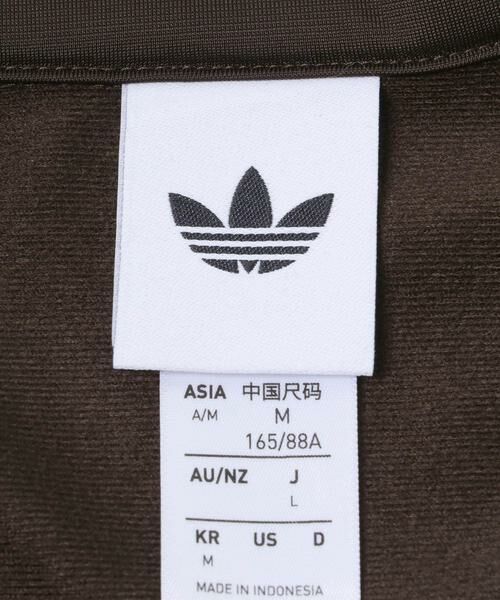 ASIA 中国尺码
A/M M
165/88A
AU/NZ J
L
KR US D
M
MADE IN INDONESIA